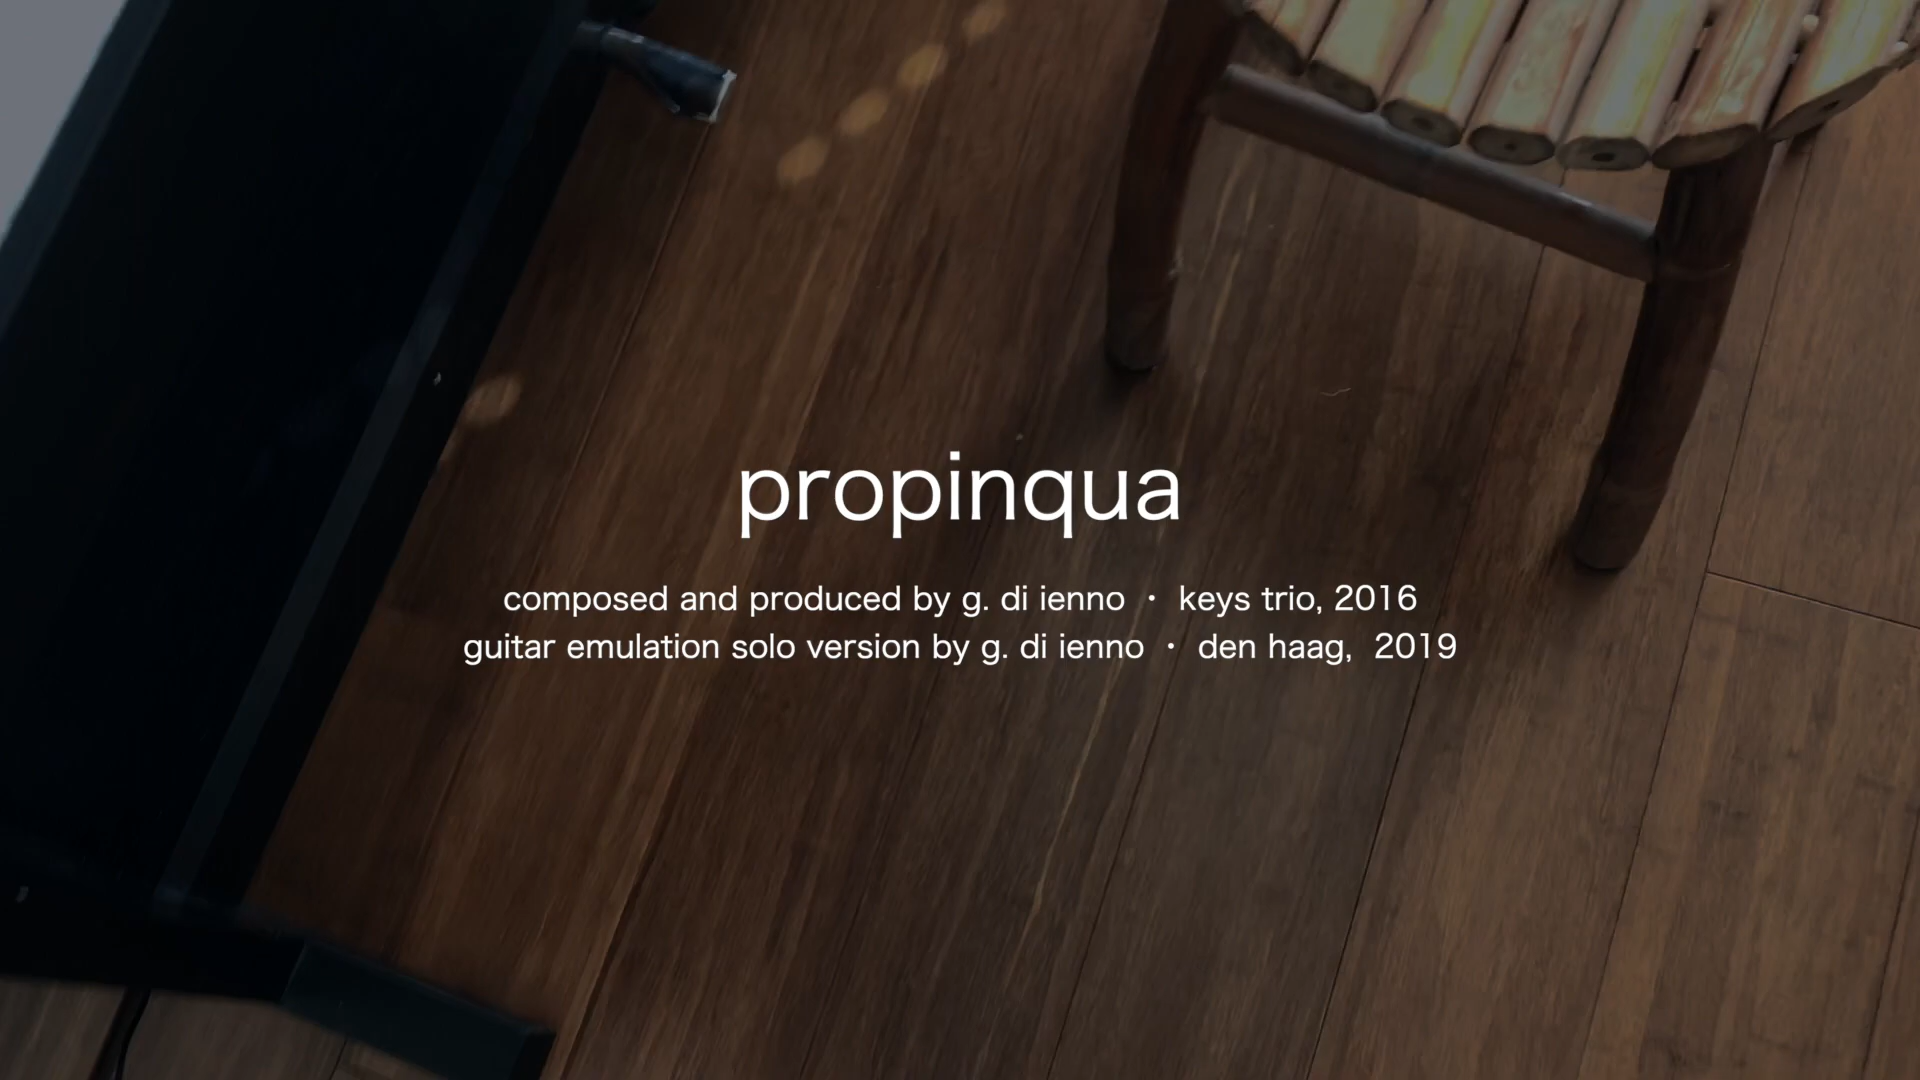 propinqua
composed and produced by g. di ienno ・ keys trio, 2016
guitar emulation solo version by g. di ienno ・ den haag, 2019